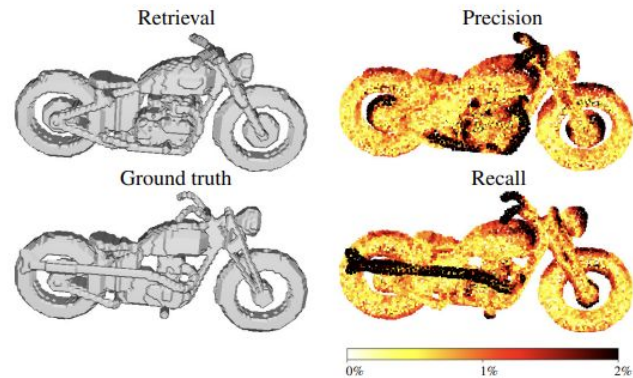 Retrieval
Precision
Ground truth
Recall
0%
1%
2%